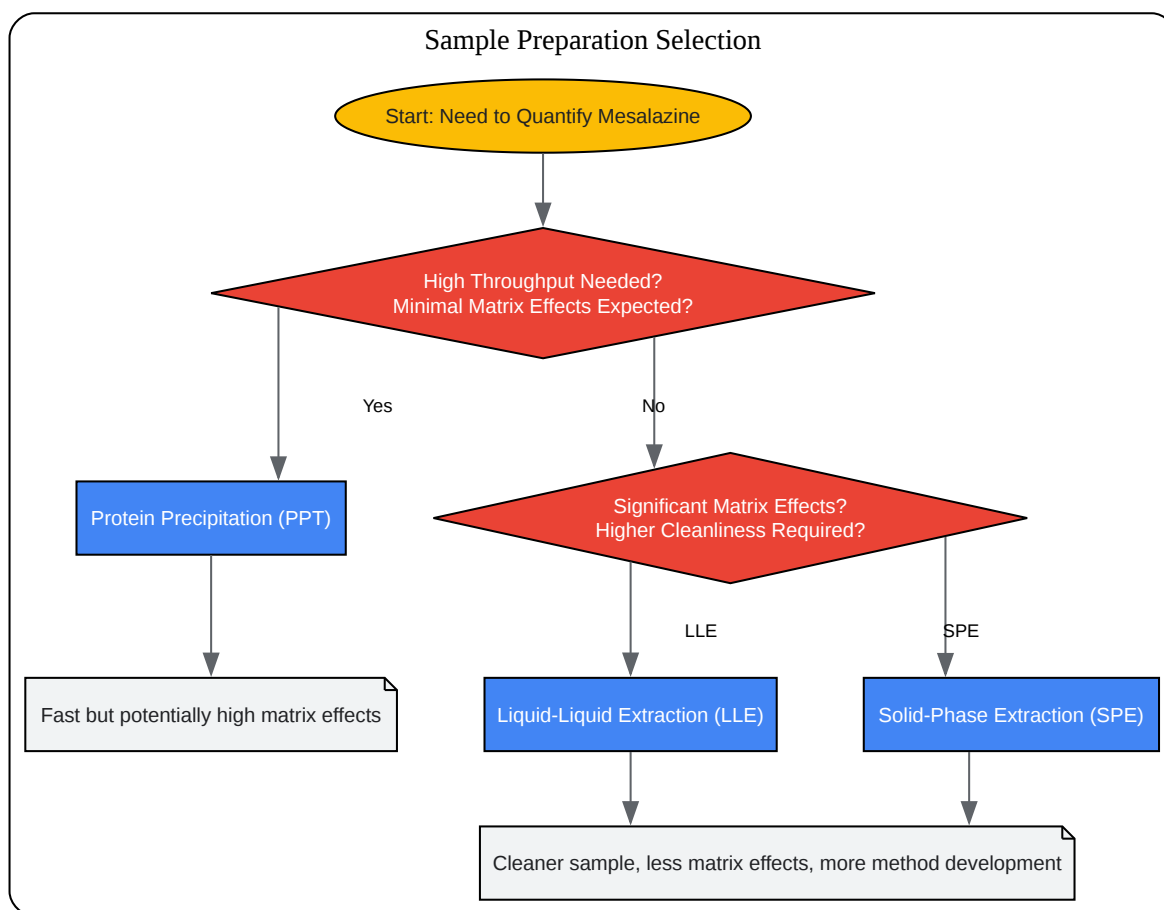 Sample Preparation Selection
Start: Need to Quantify Mesalazine
High Throughput Needed?
Minimal Matrix Effects Expected?
Yes
No
Protein Precipitation (PPT)
Significant Matrix Effects?
Higher Cleanliness Required?
LLE
SPE
Fast but potentially high matrix effects
Liquid-Liquid Extraction (LLE)
Solid-Phase Extraction (SPE)
Cleaner sample, less matrix effects, more method development